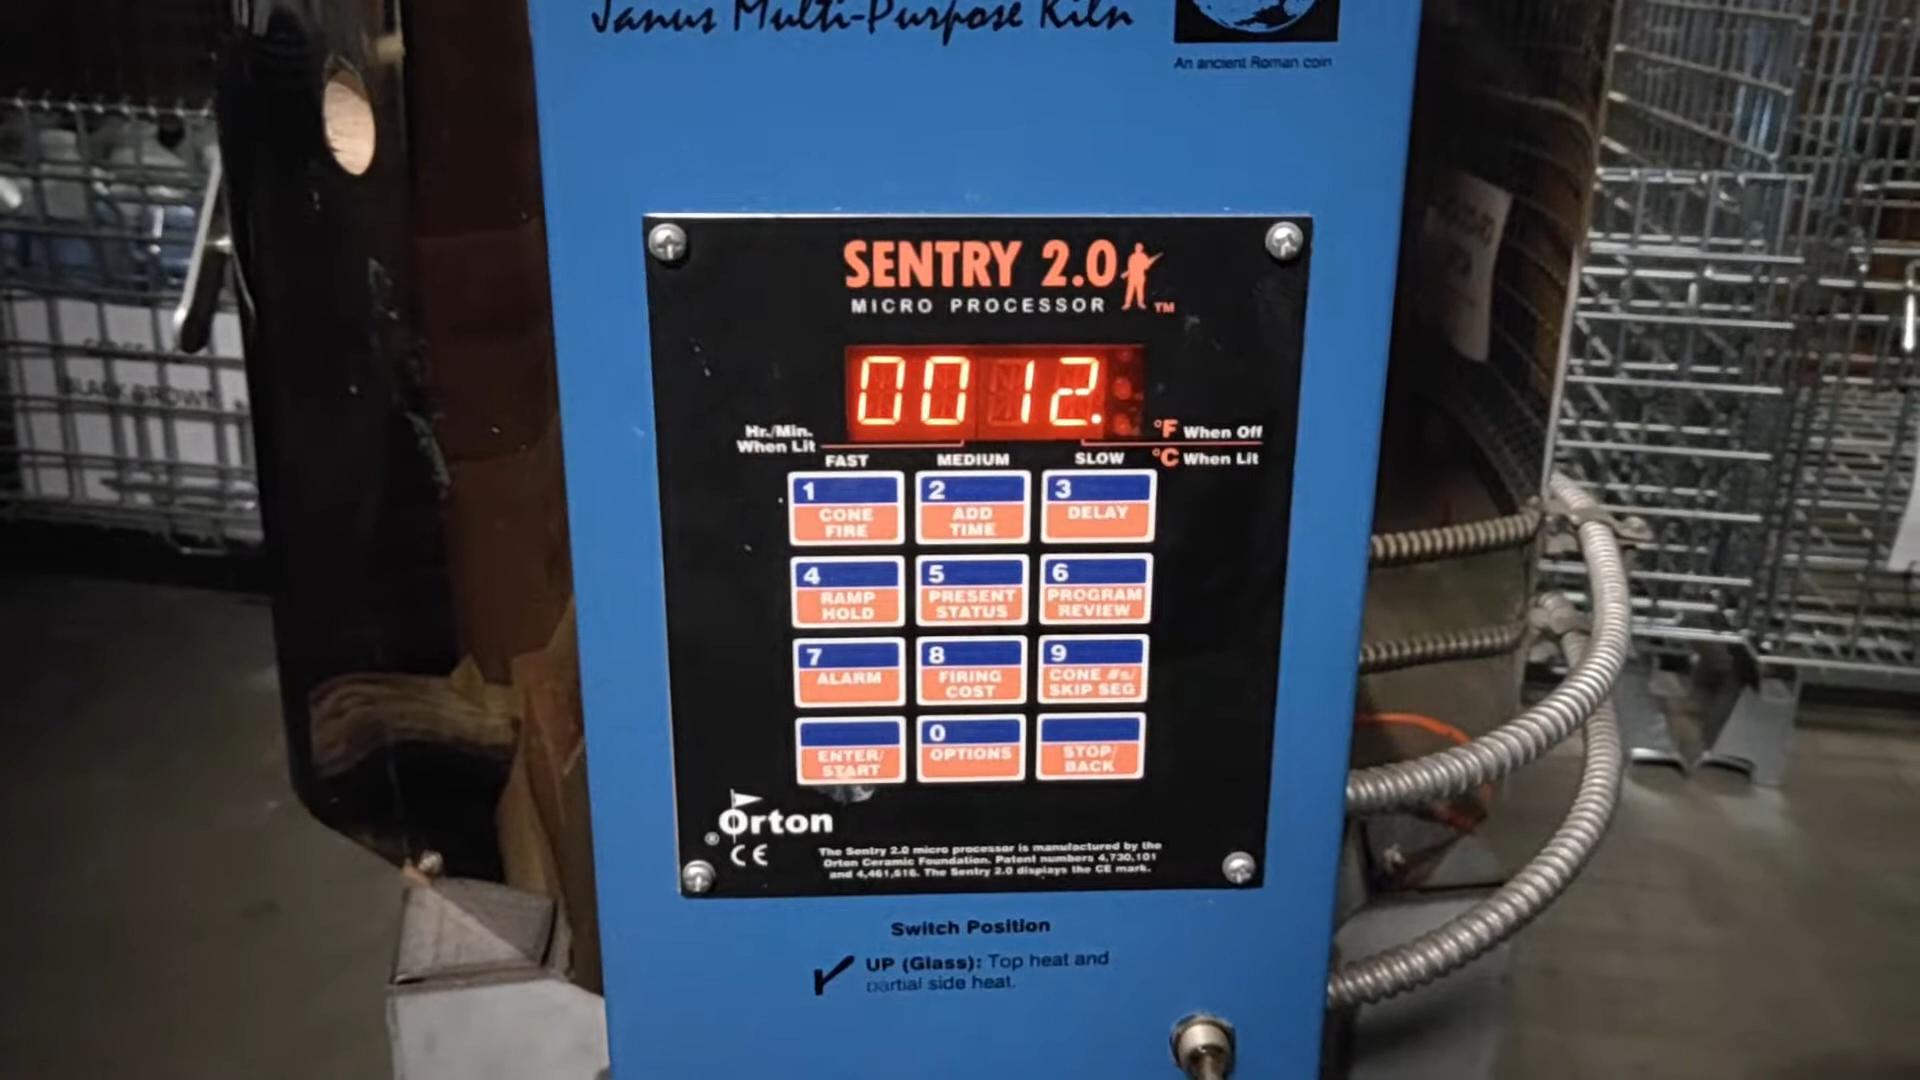 Janus Multi-Purpose Kiln
An ancient Roman coin
SENTRY 2.0
TM
MICRO PROCESSOR
0012.
Hr./Min.
When Lit
°F When Off
°C When Lit
FAST MEDIUM SLOW
1 2 3
CONE FIRE
ADD TIME
DELAY
4 5 6
RAMP HOLD
PRESENT STATUS
PROGRAM REVIEW
7 8 9
ALARM
FIRING COST
CONE #s/ SKIP SEG
ENTER/ START
0
OPTIONS
STOP/ BACK
Orton
®
CE
The Sentry 2.0 micro processor is manufactured by the
Orton Ceramic Foundation. Patent numbers 4,730,101
and 4,461,616. The Sentry 2.0 displays the CE mark.
Switch Position
UP (Glass): Top heat and
partial side heat.